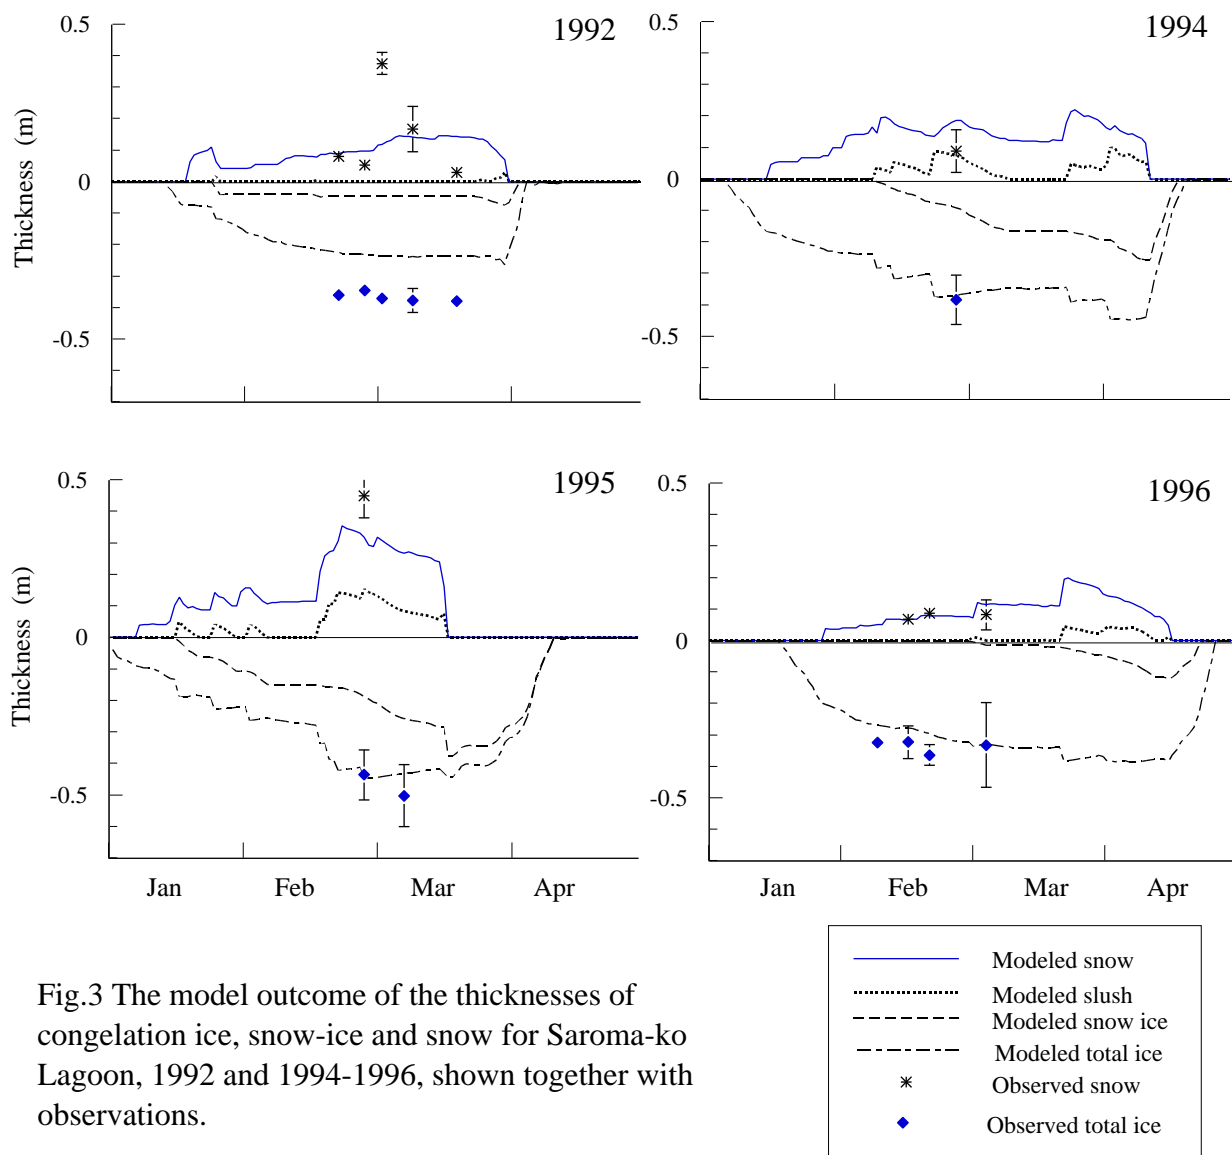 1992
1994
0.5
0
-0.5
Thickness (m)
0.5
0
-0.5
1995
1996
0.5
0
-0.5
Thickness (m)
0.5
0
-0.5
Jan Feb Mar Apr
Jan Feb Mar Apr
Modeled snow
Modeled slush
Modeled snow ice
Modeled total ice
Observed snow
Observed total ice
Fig.3 The model outcome of the thicknesses of
congelation ice, snow-ice and snow for Saroma-ko
Lagoon, 1992 and 1994-1996, shown together with
observations.